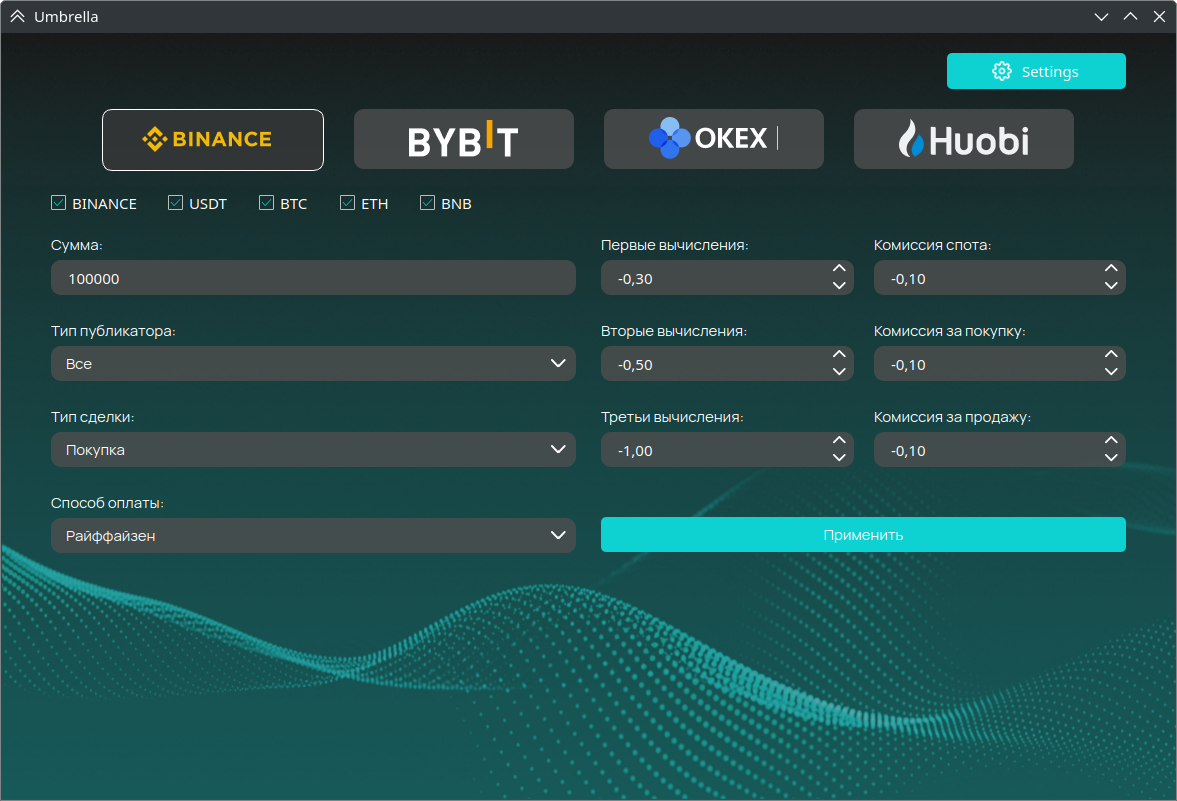 Umbrella
Settings
BINANCE
BYBIT
OKEX
Huobi
BINANCE USDT BTC ETH BNB
Сумма: Первые вычисления: Комиссия спота:
100000 -0,30 -0,10
Тип публикатора: Вторые вычисления: Комиссия за покупку:
Все -0,50 -0,10
Тип сделки: Третьи вычисления: Комиссия за продажу:
Покупка -1,00 -0,10
Способ оплаты:
Райффайзен Применить